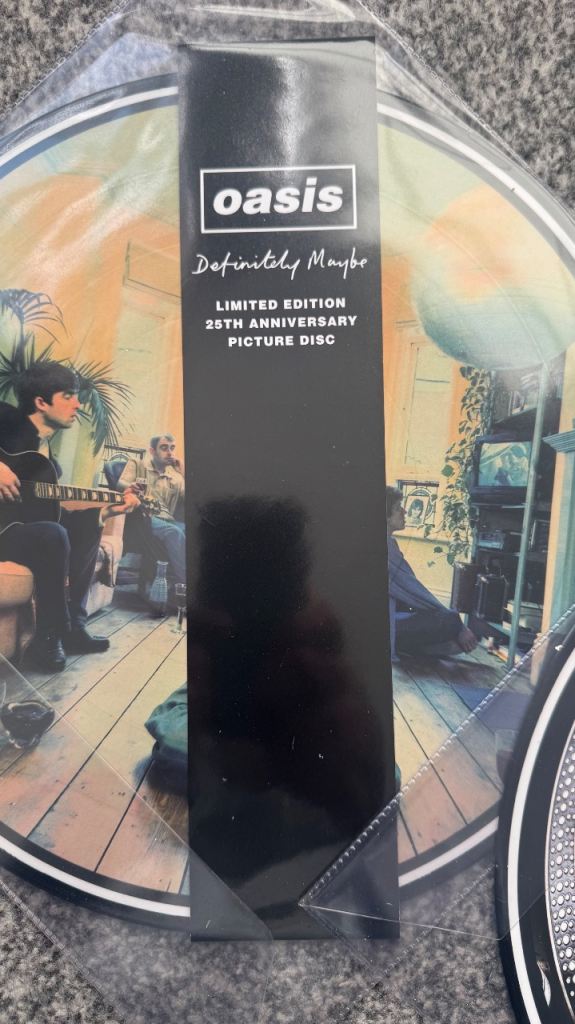 oasis
Definitely Maybe
LIMITED EDITION
25TH ANNIVERSARY
PICTURE DISC